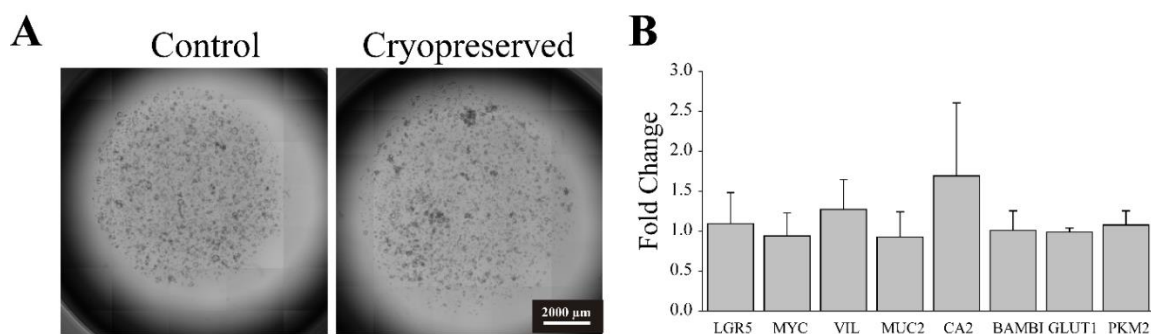 A
Control
Cryopreserved
2000 µm
B
Fold Change
3.0
2.5
2.0
1.5
1.0
0.5
0.0
LGR5 MYC VIL MUC2 CA2 BAMBI GLUT1 PKM2